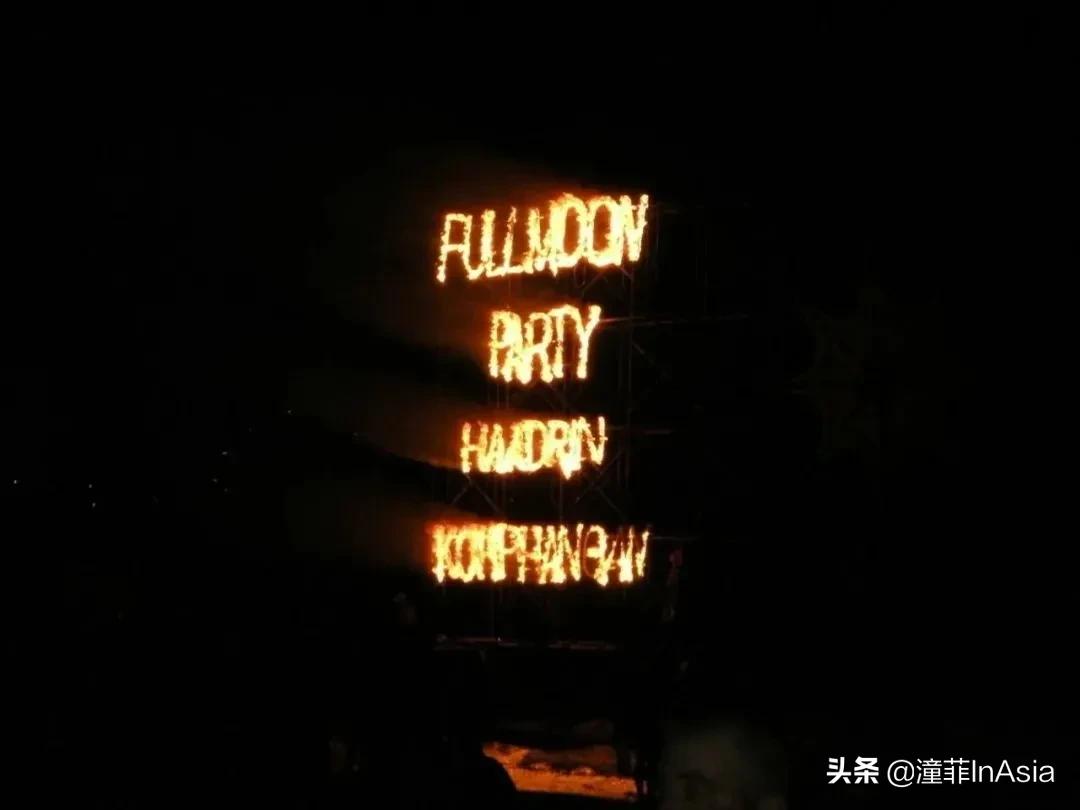 FULLMOON
PARTY
HAADRIN
KOHPHANGAN
头条 @潼菲InAsia